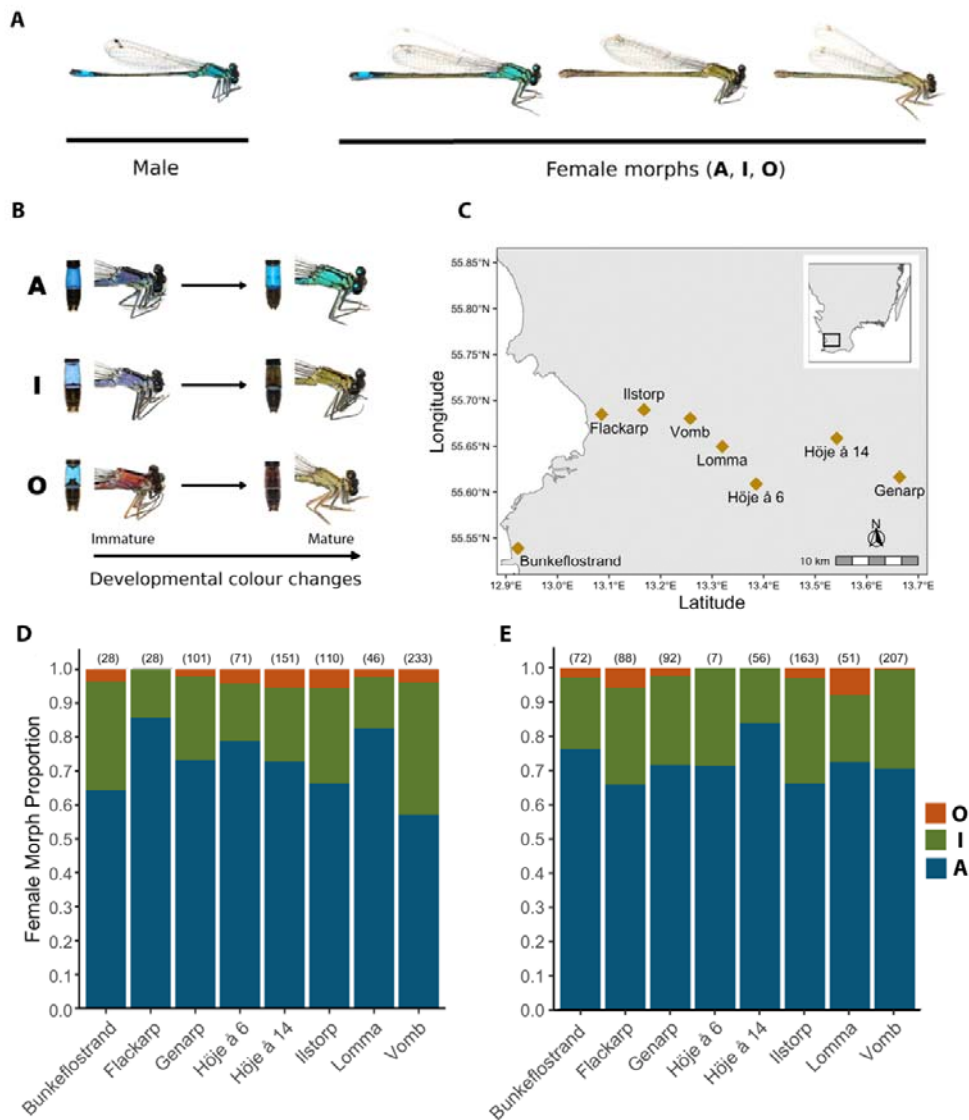 A
Male
Female morphs (A, I, O)
B
A
I
O
Immature
Mature
Developmental colour changes
C
Longitude
55.85°N
55.80°N
55.75°N
55.70°N
55.65°N
55.60°N
55.55°N
Ilstorp
Flackarp
Vomb
Lomma
Höje å 14
Höje å 6
Genarp
Bunkeflostrand
N
10 km
12.9°E 13.0°E 13.1°E 13.2°E 13.3°E 13.4°E 13.5°E 13.6°E 13.7°E
Latitude
D
(28) (28) (101) (71) (151) (110) (46) (233)
Female Morph Proportion
1.0
0.9
0.8
0.7
0.6
0.5
0.4
0.3
0.2
0.1
0.0
Bunkeflostrand Flackarp Genarp Höje å 6 Höje å 14 Ilstorp Lomma Vomb
E
(72) (88) (92) (7) (56) (163) (51) (207)
1.0
0.9
0.8
0.7
0.6
0.5
0.4
0.3
0.2
0.1
0.0
Bunkeflostrand Flackarp Genarp Höje å 6 Höje å 14 Ilstorp Lomma Vomb
O
I
A